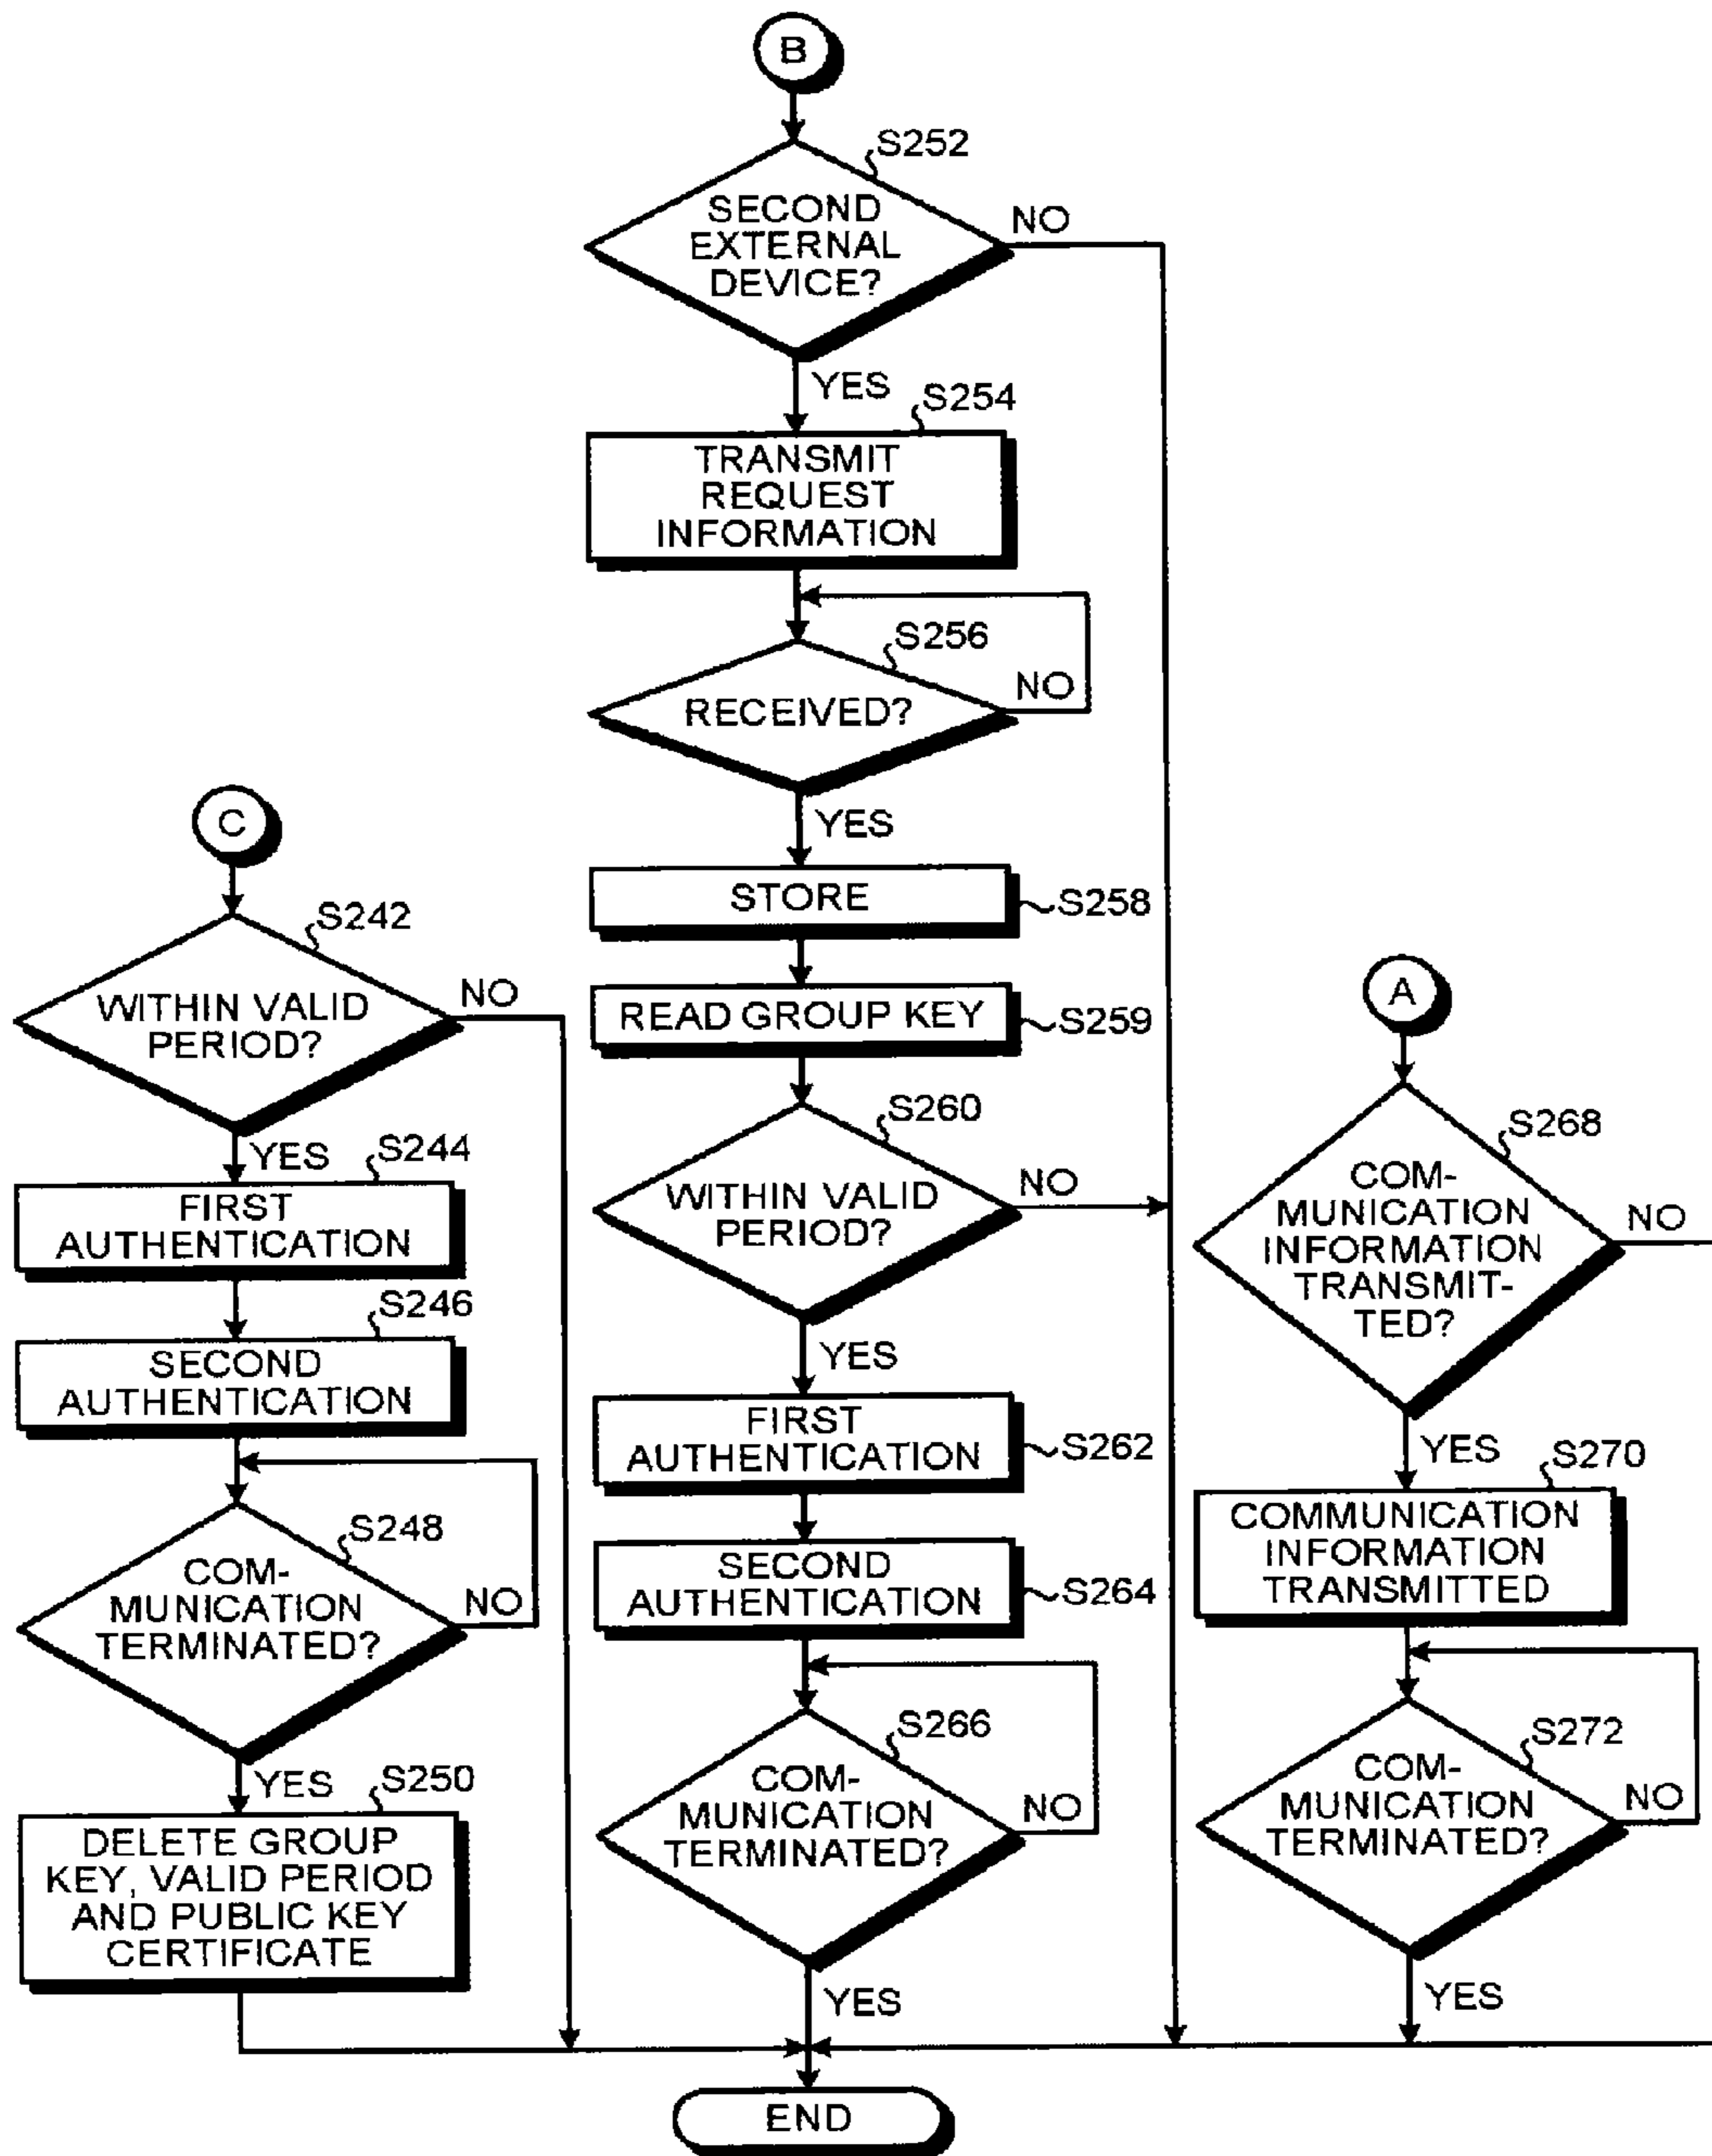 B
S252
SECOND
EXTERNAL
DEVICE?
NO
YES
S254
TRANSMIT
REQUEST
INFORMATION
S256
RECEIVED?
NO
YES
STORE
S258
READ GROUP KEY
S259
S260
WITHIN VALID
PERIOD?
NO
YES
FIRST
AUTHENTICATION
S262
SECOND
AUTHENTICATION
S264
S266
COM-
MUNICATION
TERMINATED?
NO
YES
C
S242
WITHIN VALID
PERIOD?
NO
YES
S244
FIRST
AUTHENTICATION
S246
SECOND
AUTHENTICATION
S248
COM-
MUNICATION
TERMINATED?
NO
YES
S250
DELETE GROUP
KEY, VALID PERIOD
AND PUBLIC KEY
CERTIFICATE
A
S268
COM-
MUNICATION
INFORMATION
TRANSMIT-
TED?
NO
YES
S270
COMMUNICATION
INFORMATION
TRANSMITTED
S272
COM-
MUNICATION
TERMINATED?
NO
YES
END